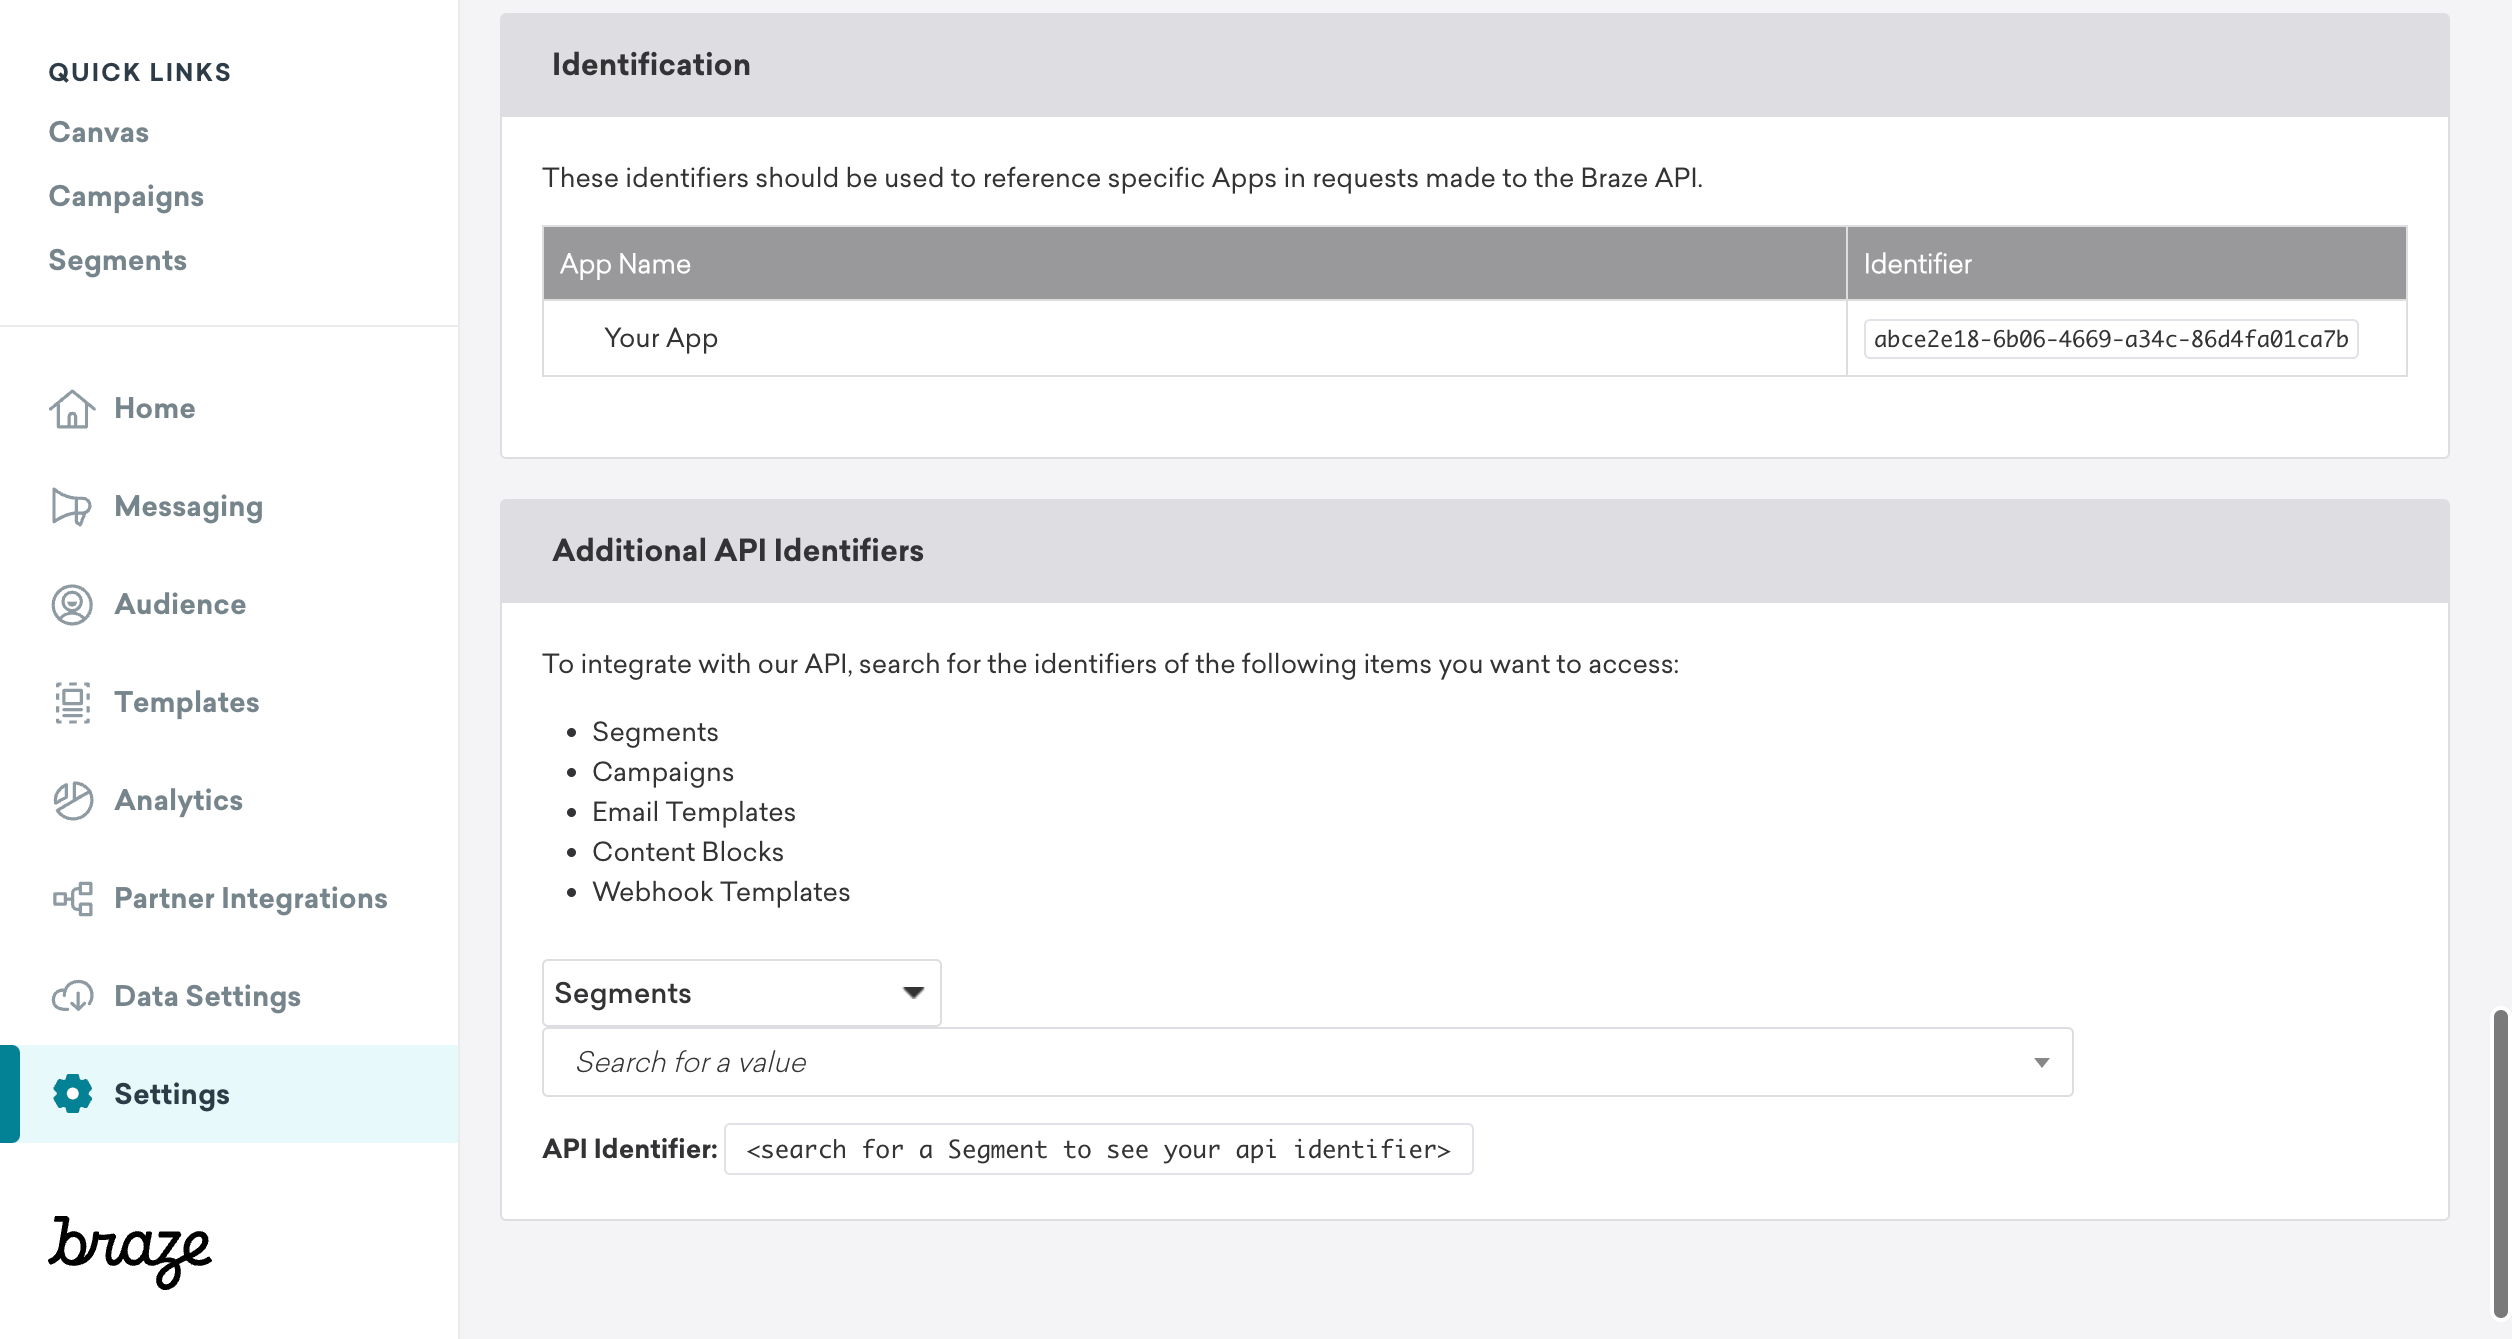 QUICK LINKS
Canvas
Campaigns
Segments
Home
Messaging
Audience
Templates
Analytics
Partner Integrations
Data Settings
Settings
braze
Identification
These identifiers should be used to reference specific Apps in requests made to the Braze API.
App Name Identifier
Your App abce2e18-6b06-4669-a34c-86d4fa01ca7b
Additional API Identifiers
To integrate with our API, search for the identifiers of the following items you want to access:
• Segments
• Campaigns
• Email Templates
• Content Blocks
• Webhook Templates
Segments
Search for a value
API Identifier: <search for a Segment to see your api identifier>